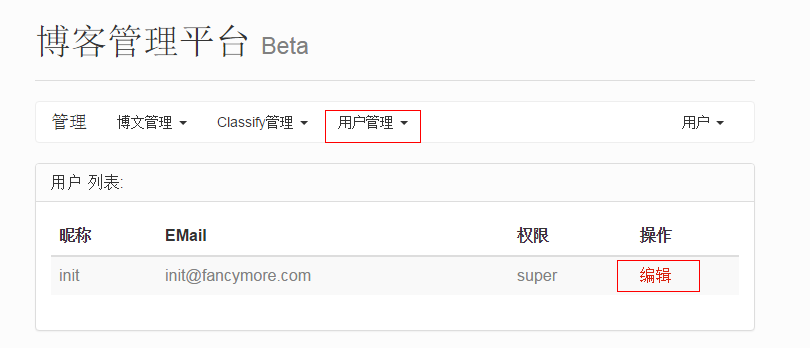 博客管理平台 Beta
管理 博文管理 Classify管理 用户管理 用户
用户 列表:
昵称 EMail 权限 操作
init init@fancymore.com super 编辑